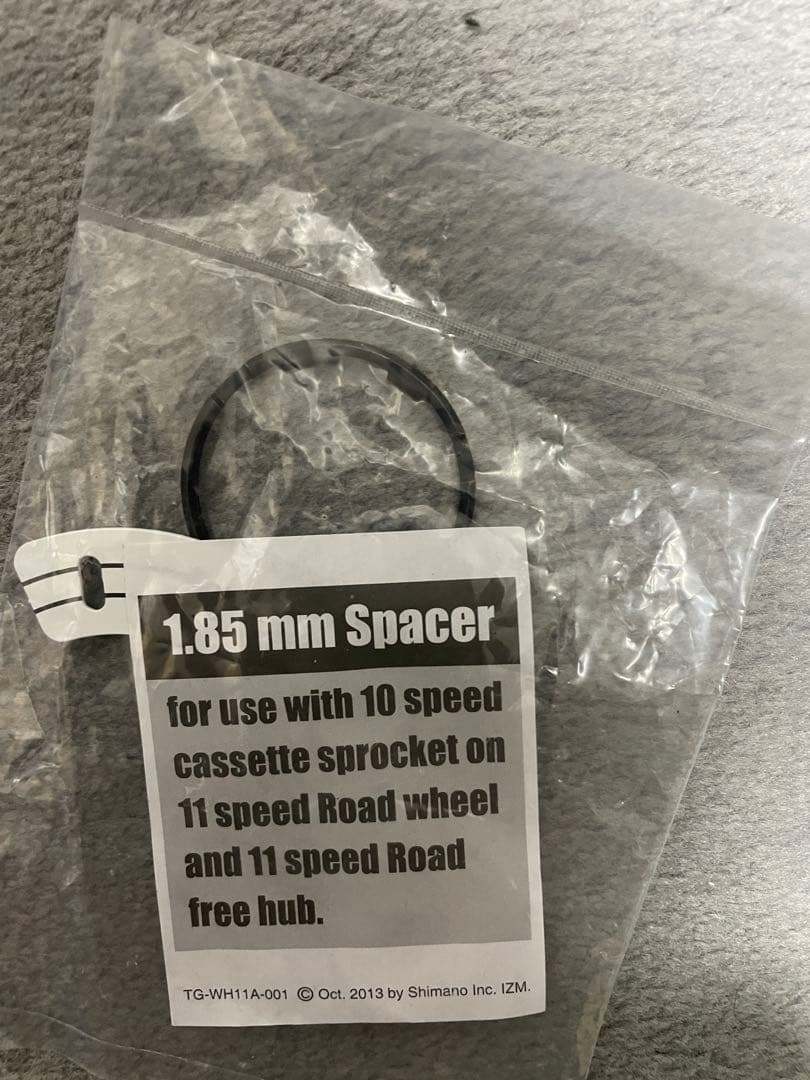 1.85 mm Spacer
for use with 10 speed
cassette sprocket on
11 speed Road wheel
and 11 speed Road
free hub.
TG-WH11A-001 © Oct. 2013 by Shimano Inc. IZM.